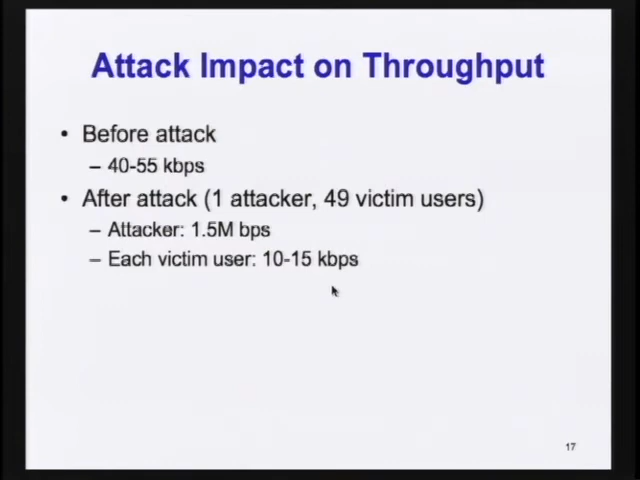 Attack Impact on Throughput
• Before attack
– 40-55 kbps
• After attack (1 attacker, 49 victim users)
– Attacker: 1.5M bps
– Each victim user: 10-15 kbps
17